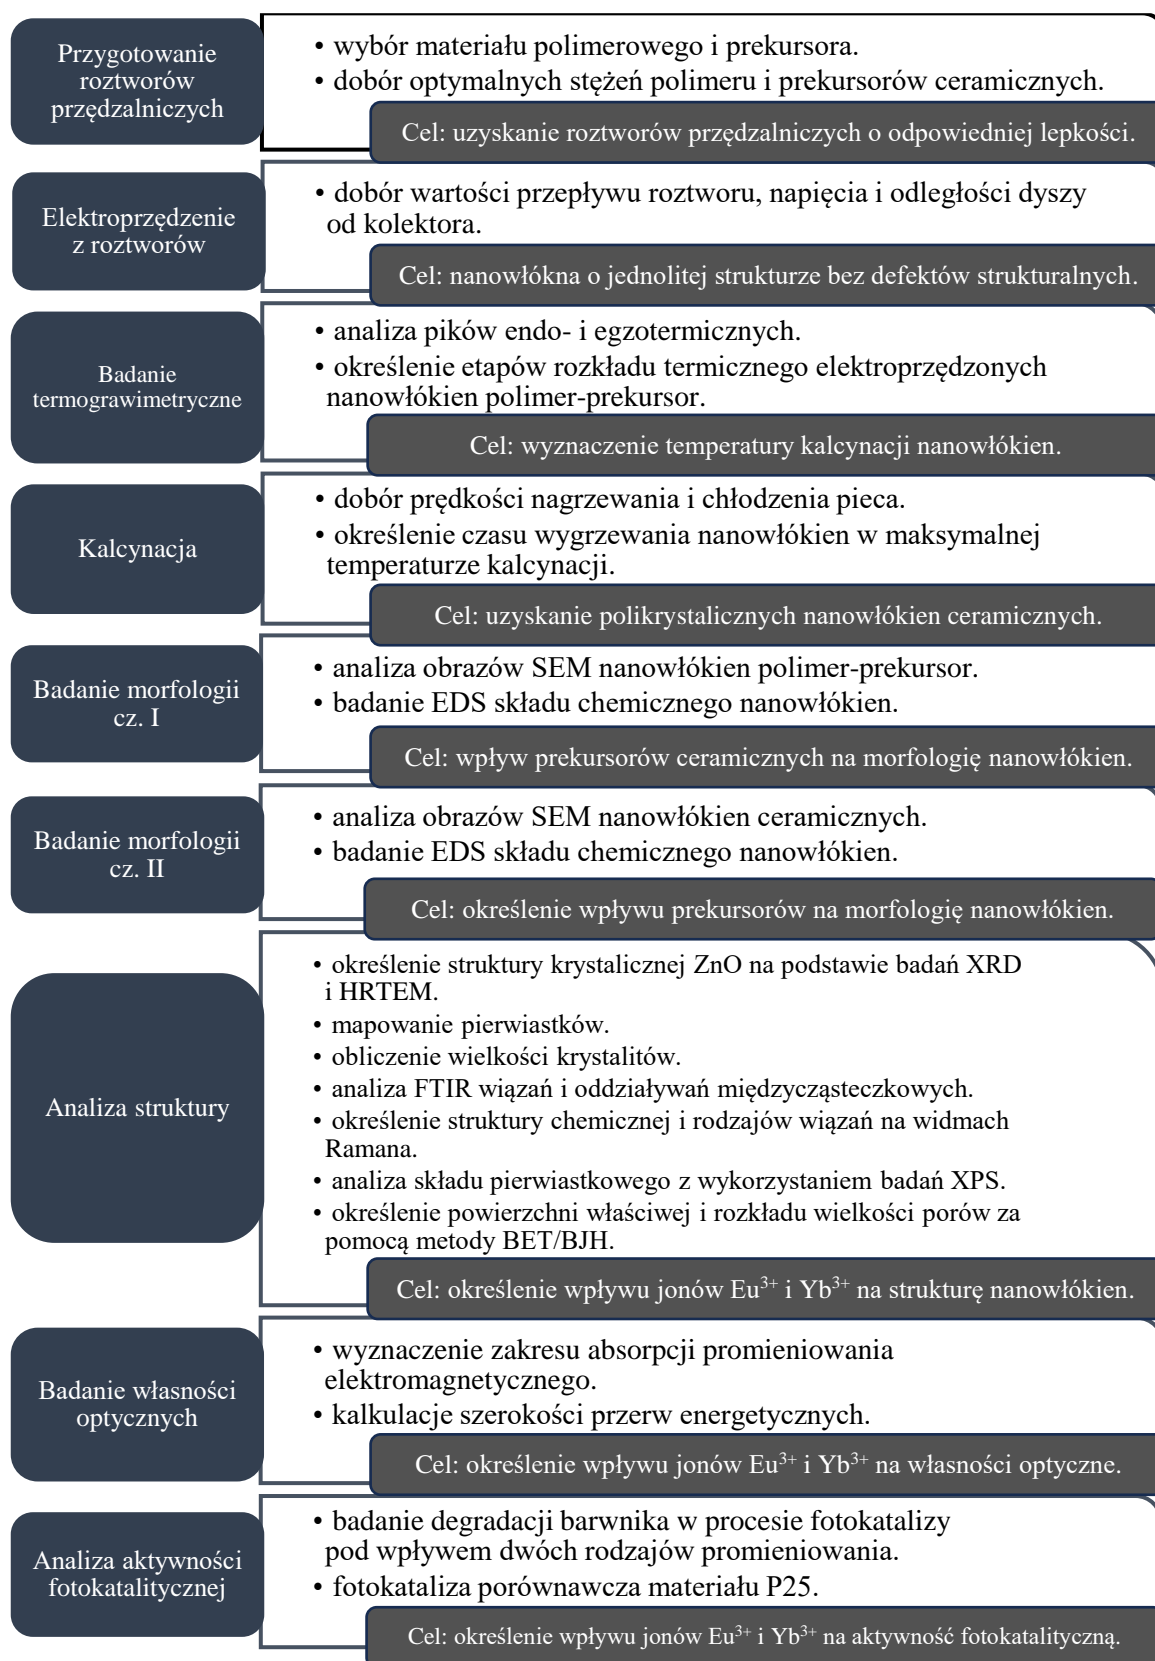 Przygotowanie
roztworów
przędzalniczych
• wybór materiału polimerowego i prekursora.
• dobór optymalnych stężeń polimeru i prekursorów ceramicznych.
Cel: uzyskanie roztworów przędzalniczych o odpowiedniej lepkości.
Elektroprzędzenie
z roztworów
• dobór wartości przepływu roztworu, napięcia i odległości dyszy
od kolektora.
Cel: nanowłókna o jednolitej strukturze bez defektów strukturalnych.
Badanie
termograwimetryczne
• analiza pików endo- i egzotermicznych.
• określenie etapów rozkładu termicznego elektroprzędzonych
nanowłókien polimer-prekursor.
Cel: wyznaczenie temperatury kalcynacji nanowłókien.
Kalcynacja
• dobór prędkości nagrzewania i chłodzenia pieca.
• określenie czasu wygrzewania nanowłókien w maksymalnej
temperaturze kalcynacji.
Cel: uzyskanie polikrystalicznych nanowłókien ceramicznych.
Badanie morfologii
cz. I
• analiza obrazów SEM nanowłókien polimer-prekursor.
• badanie EDS składu chemicznego nanowłókien.
Cel: wpływ prekursorów ceramicznych na morfologię nanowłókien.
Badanie morfologii
cz. II
• analiza obrazów SEM nanowłókien ceramicznych.
• badanie EDS składu chemicznego nanowłókien.
Cel: określenie wpływu prekursorów na morfologię nanowłókien.
Analiza struktury
• określenie struktury krystalicznej ZnO na podstawie badań XRD
i HRTEM.
• mapowanie pierwiastków.
• obliczenie wielkości krystalitów.
• analiza FTIR wiązań i oddziaływań międzycząsteczkowych.
• określenie struktury chemicznej i rodzajów wiązań na widmach
Ramana.
• analiza składu pierwiastkowego z wykorzystaniem badań XPS.
• określenie powierzchni właściwej i rozkładu wielkości porów za
pomocą metody BET/BJH.
Cel: określenie wpływu jonów Eu³⁺ i Yb³⁺ na strukturę nanowłókien.
Badanie własności
optycznych
• wyznaczenie zakresu absorpcji promieniowania
elektromagnetycznego.
• kalkulacje szerokości przerw energetycznych.
Cel: określenie wpływu jonów Eu³⁺ i Yb³⁺ na własności optyczne.
Analiza aktywności
fotokatalitycznej
• badanie degradacji barwnika w procesie fotokatalizy
pod wpływem dwóch rodzajów promieniowania.
• fotokataliza porównawcza materiału P25.
Cel: określenie wpływu jonów Eu³⁺ i Yb³⁺ na aktywność fotokatalityczną.